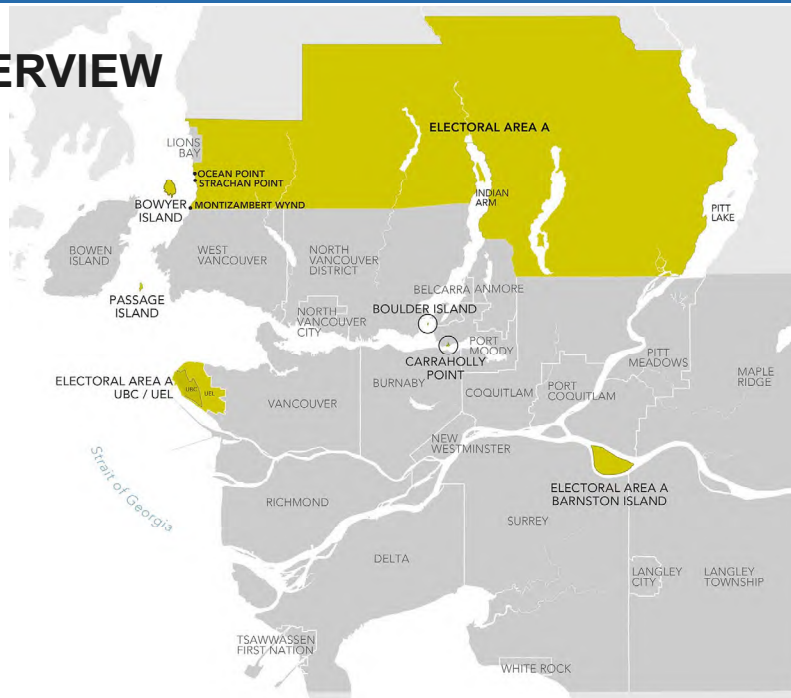 ERVIEW
LIONS
BAY
ELECTORAL AREA A
OCEAN POINT
STRACHAN POINT
INDIAN
ARM
BOWYER
ISLAND
MONTIZAMBERT WYND
PITT
LAKE
BOWEN
ISLAND
WEST
VANCOUVER
NORTH
VANCOUVER
DISTRICT
BELCARRA
ANMORE
PASSAGE
ISLAND
NORTH
VANCOUVER
CITY
BOULDER ISLAND
PORT
MOODY
CARRAHOLLY
POINT
PITT
MEADOWS
MAPLE
RIDGE
ELECTORAL AREA A
UBC / UEL
UBC
UEL
VANCOUVER
BURNABY
COQUITLAM
PORT
COQUITLAM
NEW
WESTMINSTER
Strait of Georgia
ELECTORAL AREA A
BARNSTON ISLAND
RICHMOND
SURREY
DELTA
LANGLEY
CITY
LANGLEY
TOWNSHIP
TSAWWASSEN
FIRST NATION
WHITE ROCK